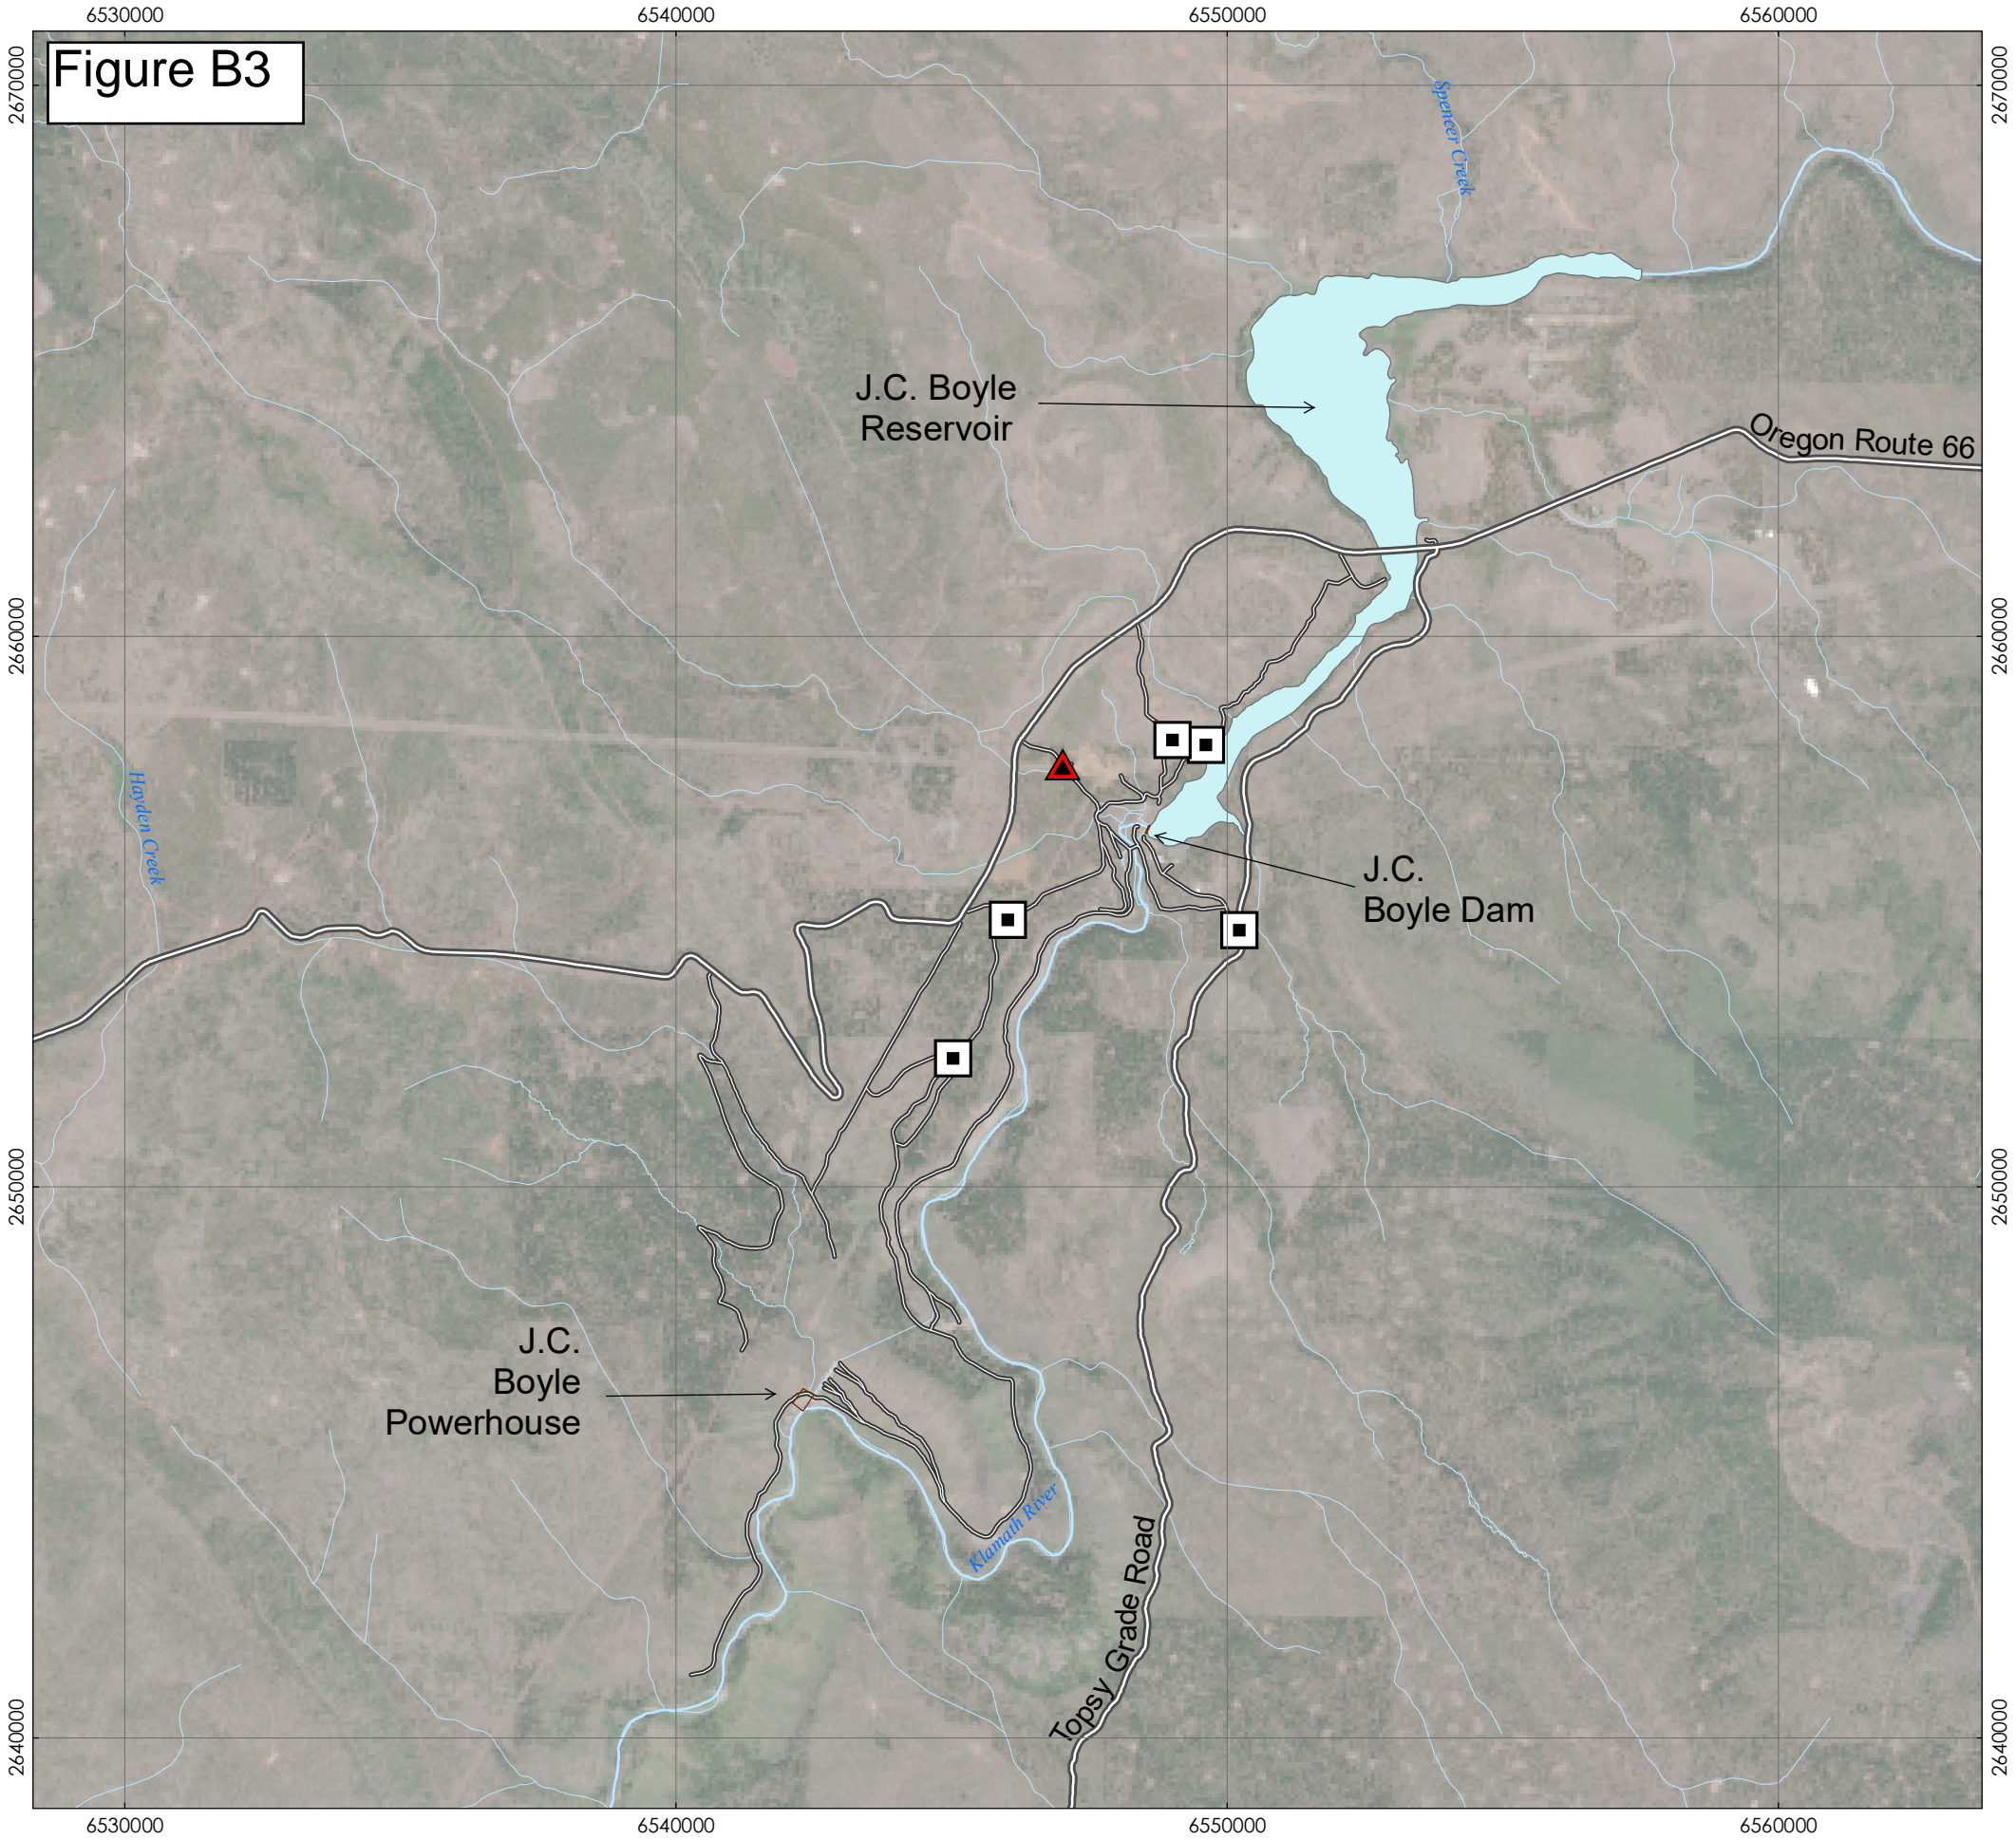 6530000 6540000 6550000 6560000
Figure B3
2670000 2670000
Spencer Creek
J.C. Boyle
Reservoir
Oregon Route 66
2660000 2660000
Hayden Creek
J.C.
Boyle Dam
2650000 2650000
J.C.
Boyle
Powerhouse
Klamath River
Topsy Grade Road
2640000 2640000
6530000 6540000 6550000 6560000